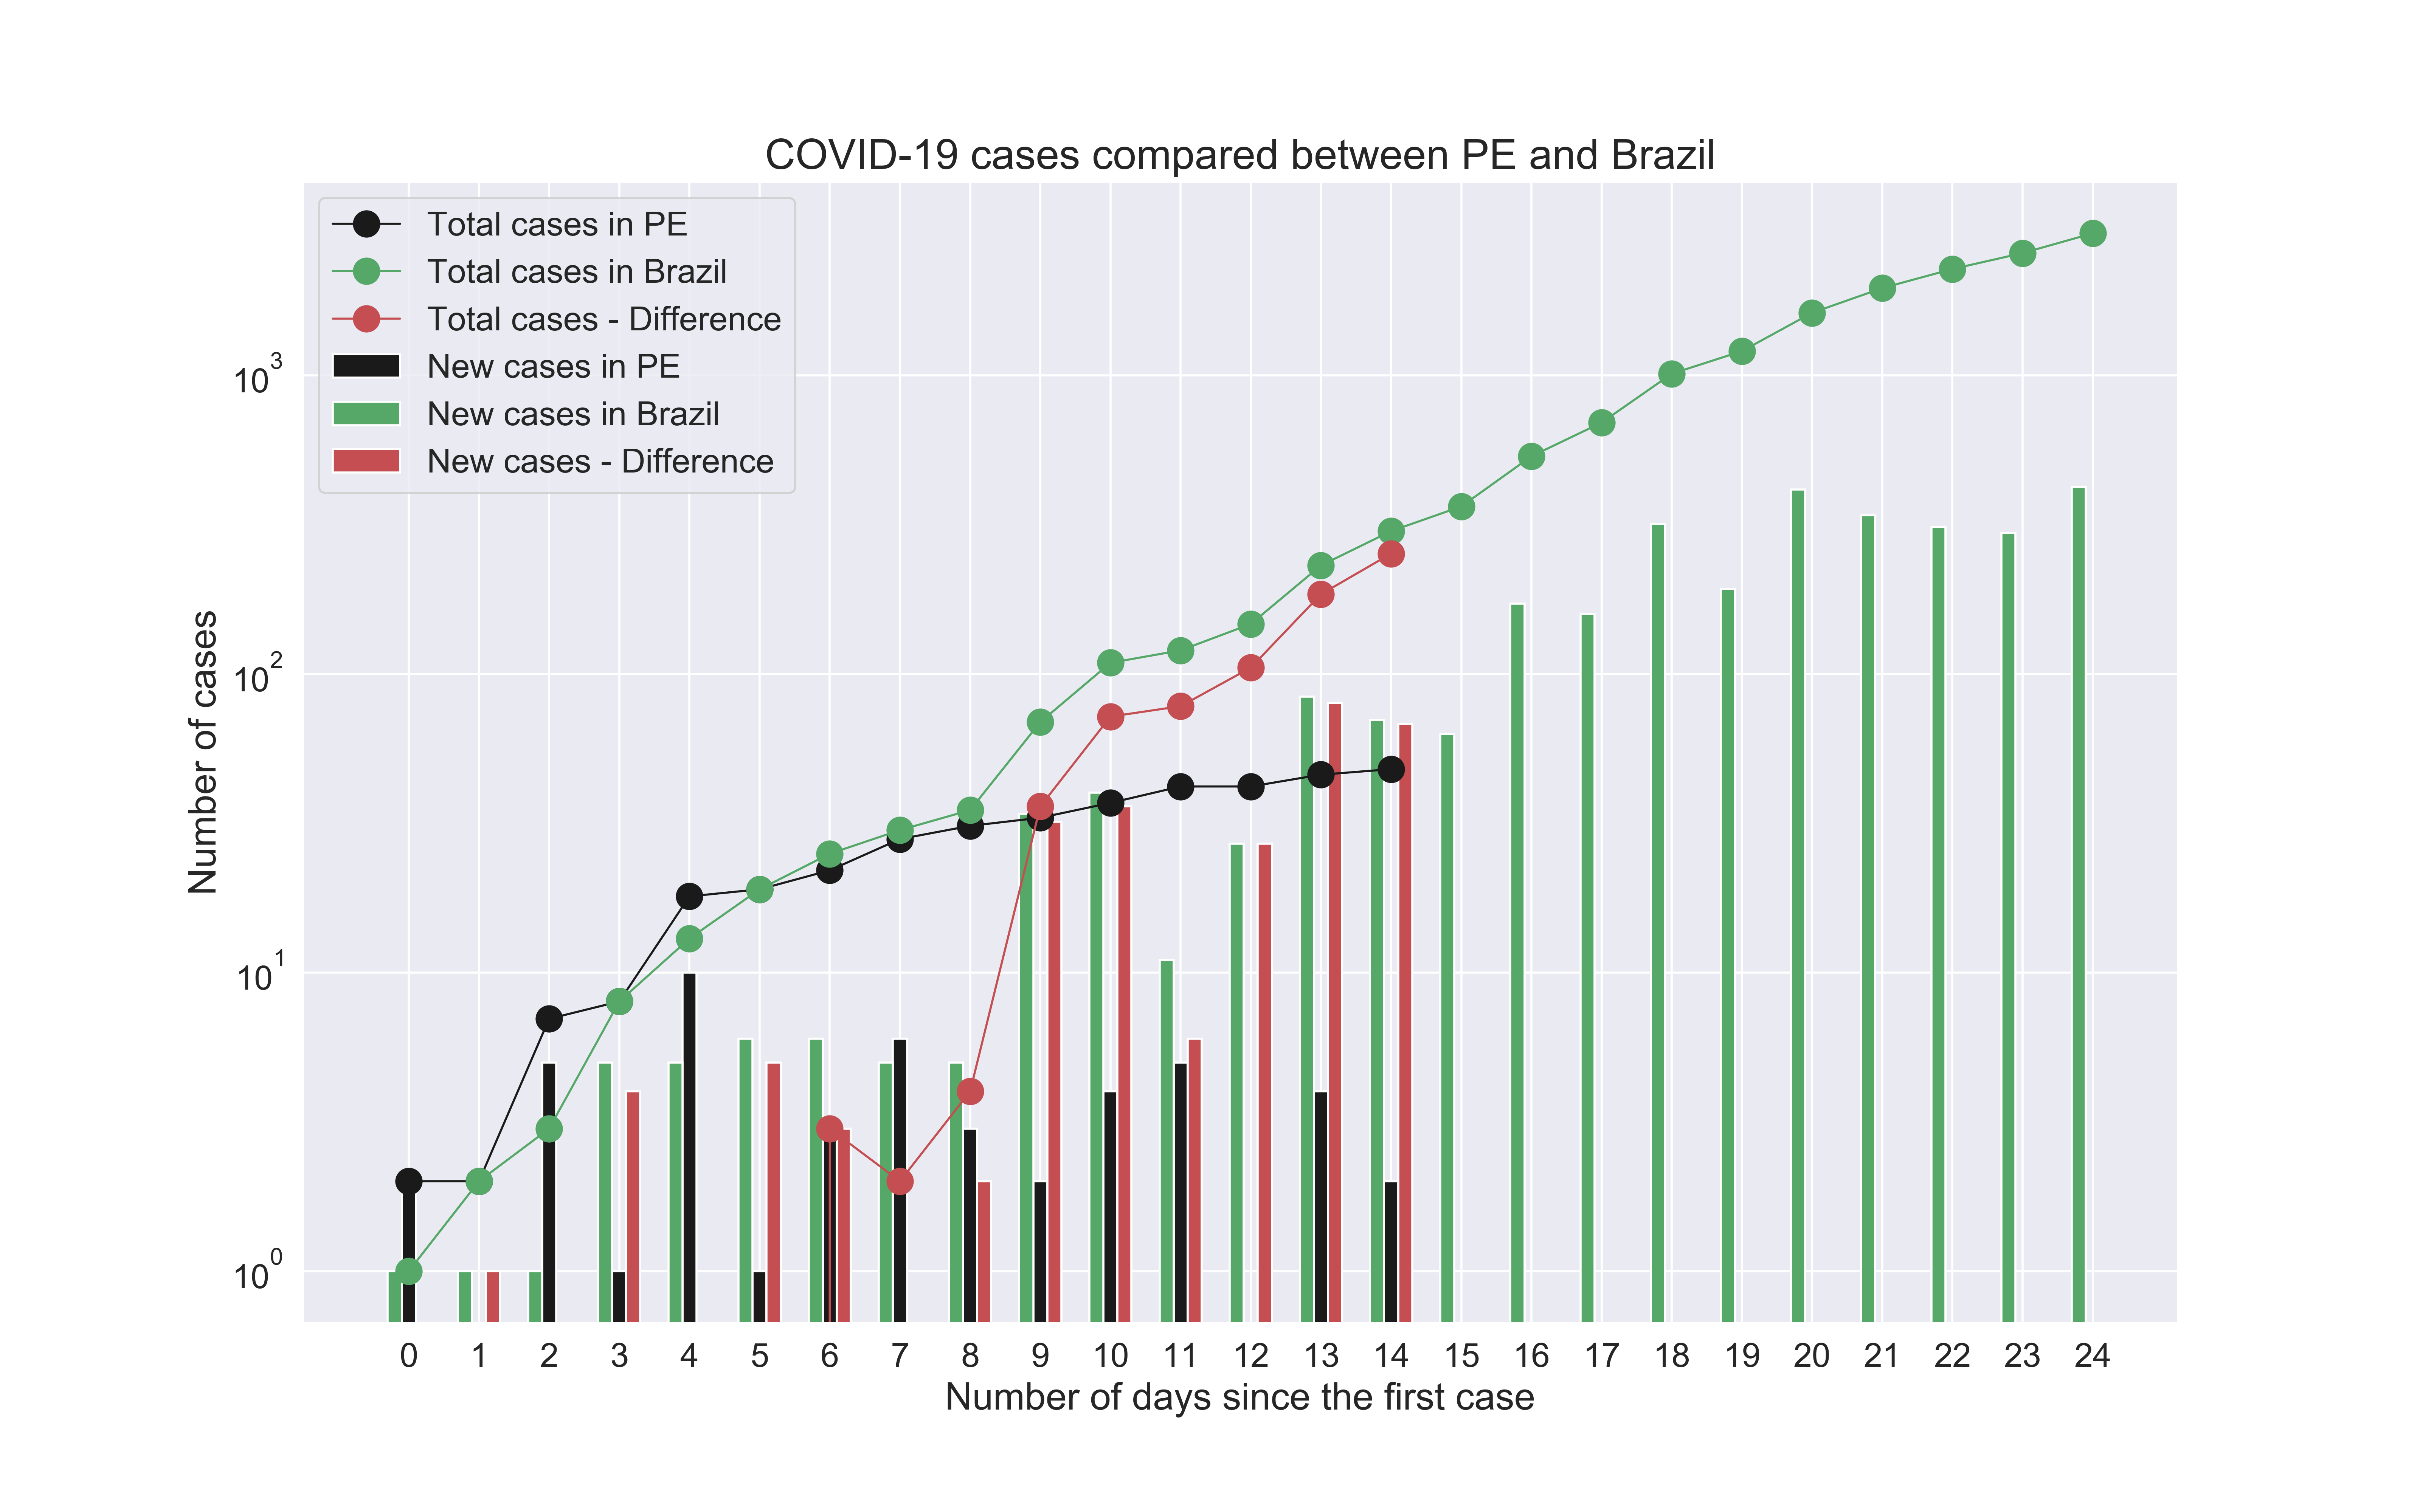 COVID-19 cases compared between PE and Brazil
Total cases in PE
Total cases in Brazil
Total cases - Difference
New cases in PE
New cases in Brazil
New cases - Difference
Number of cases
10³
10²
10¹
10⁰
0 1 2 3 4 5 6 7 8 9 10 11 12 13 14 15 16 17 18 19 20 21 22 23 24
Number of days since the first case